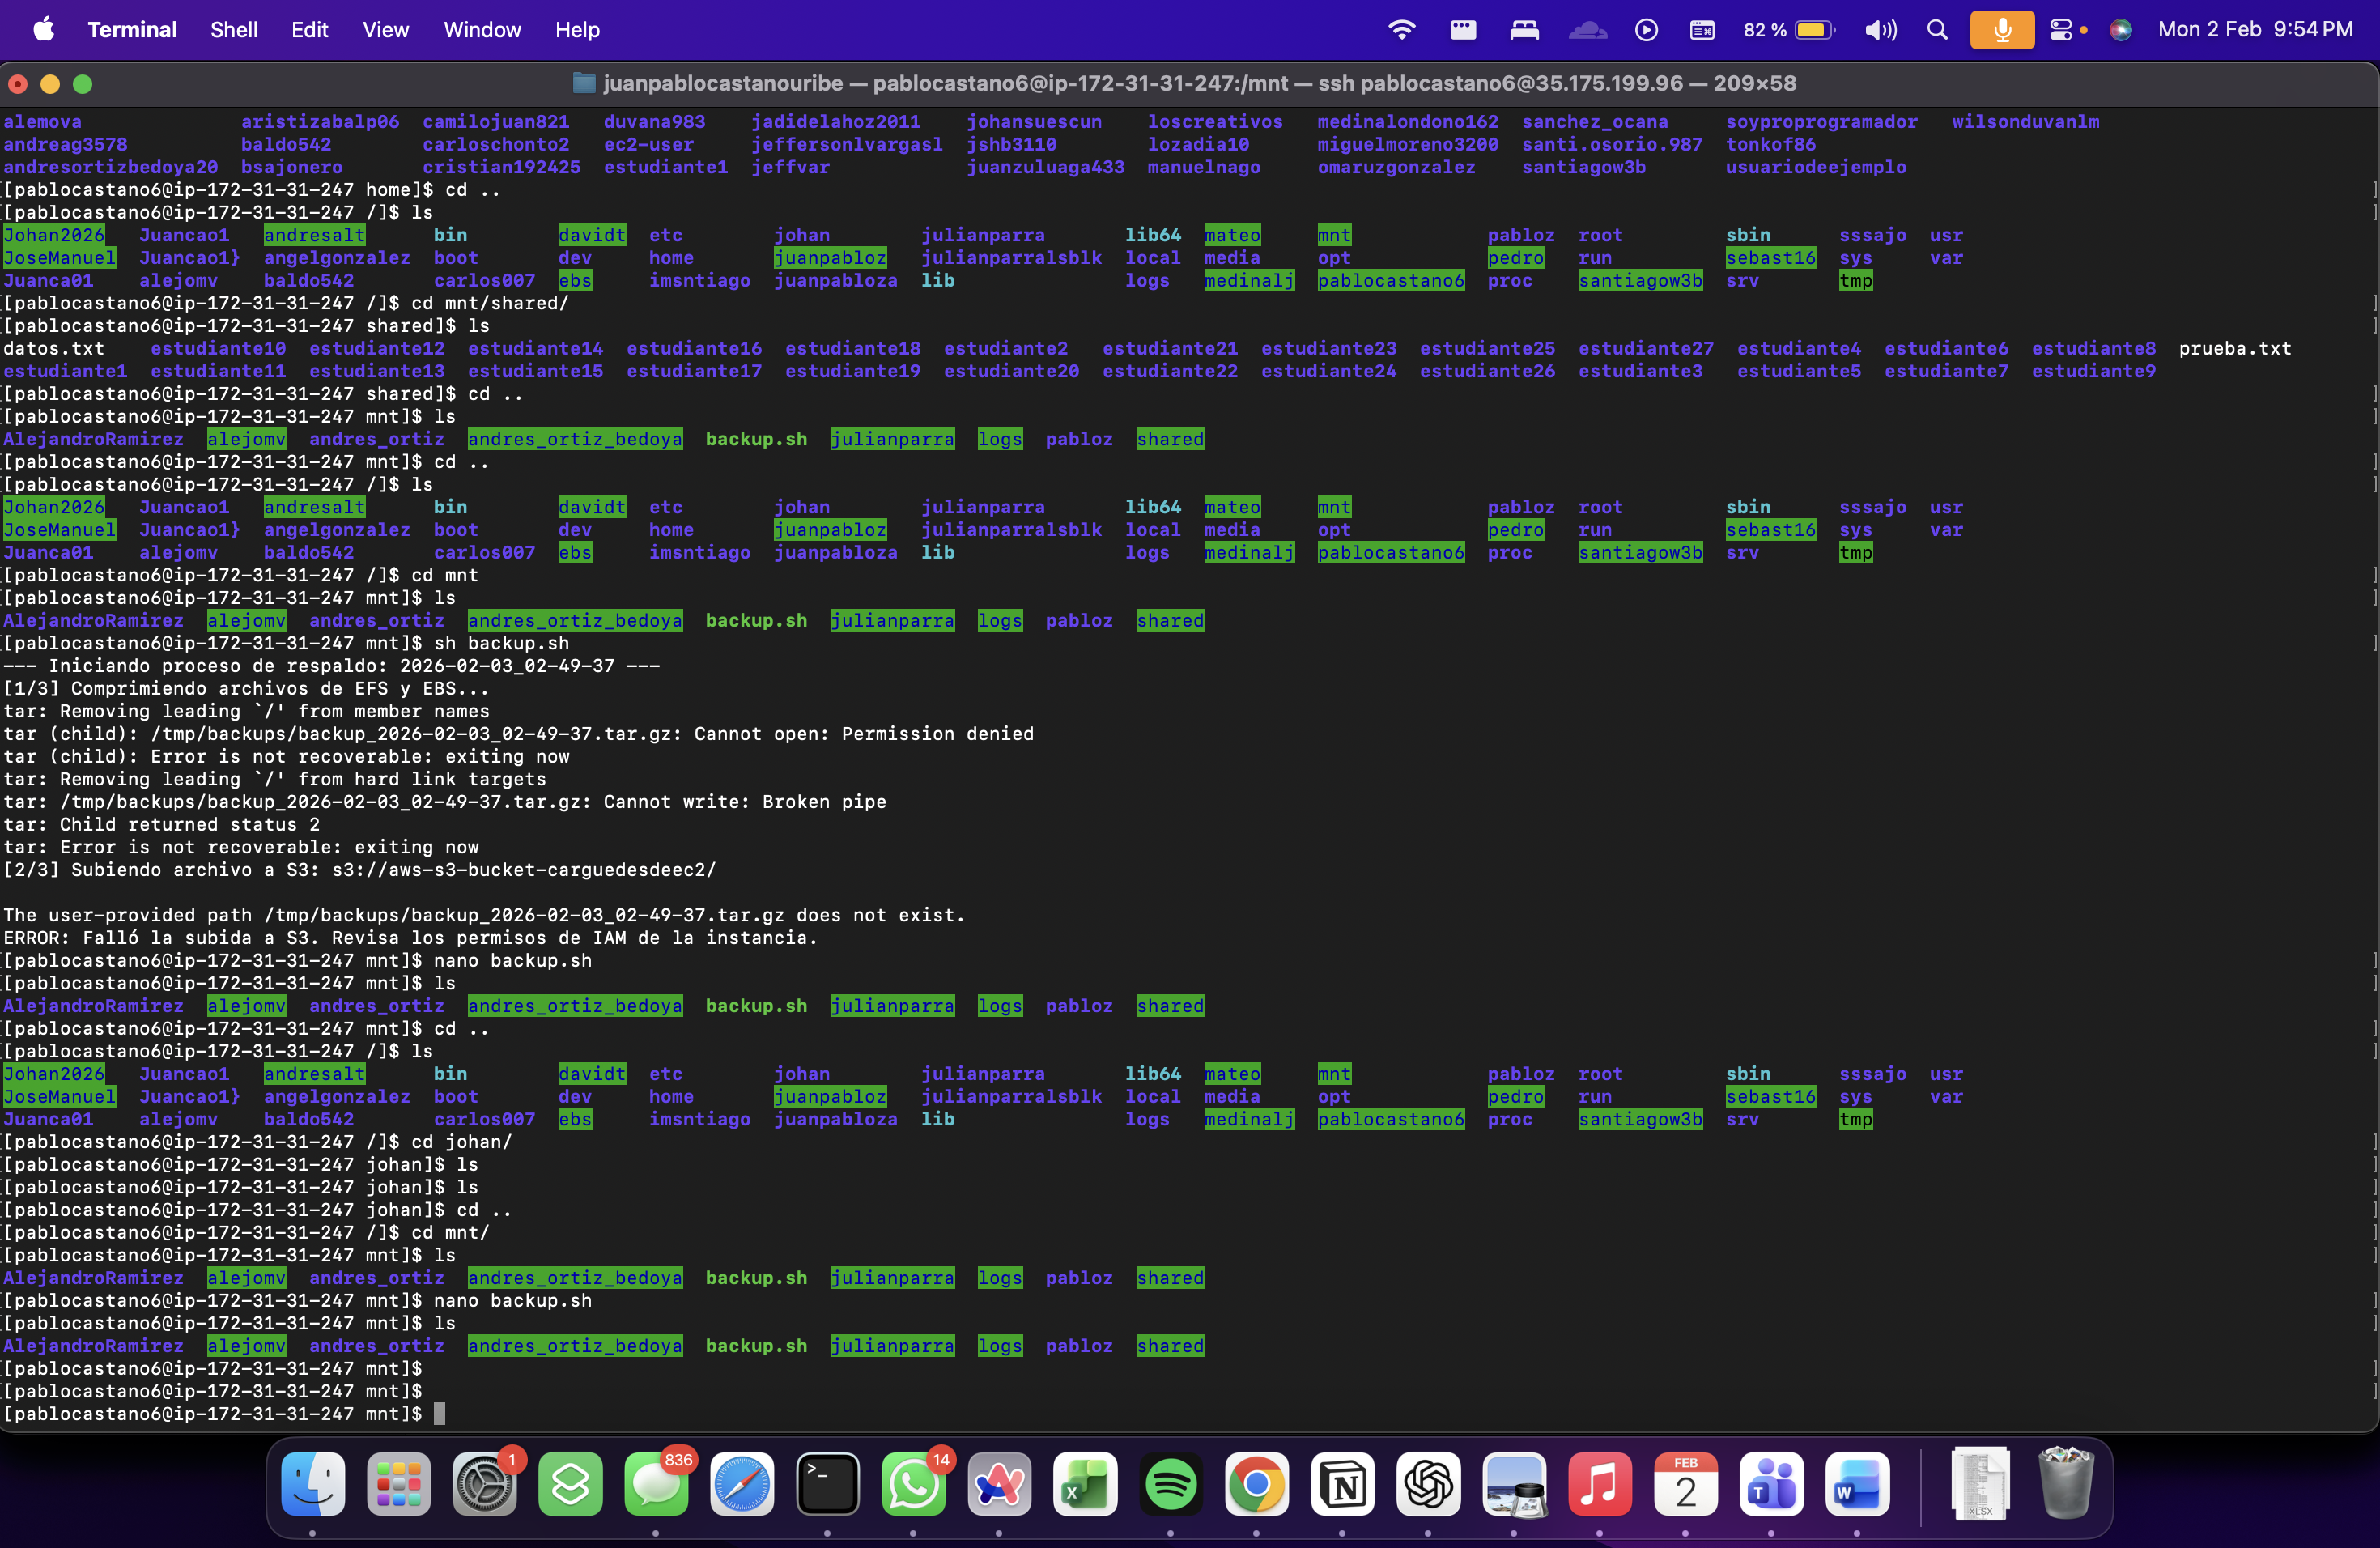 Terminal Shell Edit View Window Help 82 % Mon 2 Feb 9:54 PM
juanpablocastanouribe — pablocastano6@ip-172-31-31-247:/mnt — ssh pablocastano6@35.175.199.96 — 209×58
alemova aristizabalp06 camilojuan821 duvana983 jadidelahoz2011 johansuescun loscreativos medinalondono162 sanchez_ocana soyproprogramador wilsonduvanlm
andreag3578 baldo542 carloschonto2 ec2-user jeffersonlvargasl jshb3110 lozadia10 miguelmoreno3200 santi.osorio.987 tonkof86
andresortizbedoya20 bsajonero cristian192425 estudiante1 jeffvar juanzuluaga433 manuelnago omaruzgonzalez santiagow3b usuariodeejemplo
[[pablocastano6@ip-172-31-31-247 home]$ cd .. ]
[[pablocastano6@ip-172-31-31-247 /]$ ls ]
Johan2026 Juancao1 andresalt bin davidt etc johan julianparra lib64 mateo mnt pabloz root sbin sssajo usr
JoseManuel Juancao1} angelgonzalez boot dev home juanpabloz julianparralsblk local media opt pedro run sebast16 sys var
Juanca01 alejomv baldo542 carlos007 ebs imsntiago juanpabloza lib logs medinalj pablocastano6 proc santiagow3b srv tmp
[[pablocastano6@ip-172-31-31-247 /]$ cd mnt/shared/ ]
[[pablocastano6@ip-172-31-31-247 shared]$ ls ]
datos.txt estudiante10 estudiante12 estudiante14 estudiante16 estudiante18 estudiante2 estudiante21 estudiante23 estudiante25 estudiante27 estudiante4 estudiante6 estudiante8 prueba.txt
estudiante1 estudiante11 estudiante13 estudiante15 estudiante17 estudiante19 estudiante20 estudiante22 estudiante24 estudiante26 estudiante3 estudiante5 estudiante7 estudiante9
[[pablocastano6@ip-172-31-31-247 shared]$ cd .. ]
[[pablocastano6@ip-172-31-31-247 mnt]$ ls ]
AlejandroRamirez alejomv andres_ortiz andres_ortiz_bedoya backup.sh julianparra logs pabloz shared
[[pablocastano6@ip-172-31-31-247 mnt]$ cd .. ]
[[pablocastano6@ip-172-31-31-247 /]$ ls ]
Johan2026 Juancao1 andresalt bin davidt etc johan julianparra lib64 mateo mnt pabloz root sbin sssajo usr
JoseManuel Juancao1} angelgonzalez boot dev home juanpabloz julianparralsblk local media opt pedro run sebast16 sys var
Juanca01 alejomv baldo542 carlos007 ebs imsntiago juanpabloza lib logs medinalj pablocastano6 proc santiagow3b srv tmp
[[pablocastano6@ip-172-31-31-247 /]$ cd mnt ]
[[pablocastano6@ip-172-31-31-247 mnt]$ ls ]
AlejandroRamirez alejomv andres_ortiz andres_ortiz_bedoya backup.sh julianparra logs pabloz shared
[[pablocastano6@ip-172-31-31-247 mnt]$ sh backup.sh ]
--- Iniciando proceso de respaldo: 2026-02-03_02-49-37 ---
[1/3] Comprimiendo archivos de EFS y EBS...
tar: Removing leading `/' from member names
tar (child): /tmp/backups/backup_2026-02-03_02-49-37.tar.gz: Cannot open: Permission denied
tar (child): Error is not recoverable: exiting now
tar: Removing leading `/' from hard link targets
tar: /tmp/backups/backup_2026-02-03_02-49-37.tar.gz: Cannot write: Broken pipe
tar: Child returned status 2
tar: Error is not recoverable: exiting now
[2/3] Subiendo archivo a S3: s3://aws-s3-bucket-carguedesdeec2/
The user-provided path /tmp/backups/backup_2026-02-03_02-49-37.tar.gz does not exist.
ERROR: Falló la subida a S3. Revisa los permisos de IAM de la instancia.
[[pablocastano6@ip-172-31-31-247 mnt]$ nano backup.sh ]
[[pablocastano6@ip-172-31-31-247 mnt]$ ls ]
AlejandroRamirez alejomv andres_ortiz andres_ortiz_bedoya backup.sh julianparra logs pabloz shared
[[pablocastano6@ip-172-31-31-247 mnt]$ cd .. ]
[[pablocastano6@ip-172-31-31-247 /]$ ls ]
Johan2026 Juancao1 andresalt bin davidt etc johan julianparra lib64 mateo mnt pabloz root sbin sssajo usr
JoseManuel Juancao1} angelgonzalez boot dev home juanpabloz julianparralsblk local media opt pedro run sebast16 sys var
Juanca01 alejomv baldo542 carlos007 ebs imsntiago juanpabloza lib logs medinalj pablocastano6 proc santiagow3b srv tmp
[[pablocastano6@ip-172-31-31-247 /]$ cd johan/ ]
[[pablocastano6@ip-172-31-31-247 johan]$ ls ]
[[pablocastano6@ip-172-31-31-247 johan]$ ls ]
[[pablocastano6@ip-172-31-31-247 johan]$ cd .. ]
[[pablocastano6@ip-172-31-31-247 /]$ cd mnt/ ]
[[pablocastano6@ip-172-31-31-247 mnt]$ ls ]
AlejandroRamirez alejomv andres_ortiz andres_ortiz_bedoya backup.sh julianparra logs pabloz shared
[[pablocastano6@ip-172-31-31-247 mnt]$ nano backup.sh ]
[[pablocastano6@ip-172-31-31-247 mnt]$ ls ]
AlejandroRamirez alejomv andres_ortiz andres_ortiz_bedoya backup.sh julianparra logs pabloz shared
[[pablocastano6@ip-172-31-31-247 mnt]$ ]
[[pablocastano6@ip-172-31-31-247 mnt]$ ]
[pablocastano6@ip-172-31-31-247 mnt]$
1 836 14 FEB
>_ X N 2 T W XLSX